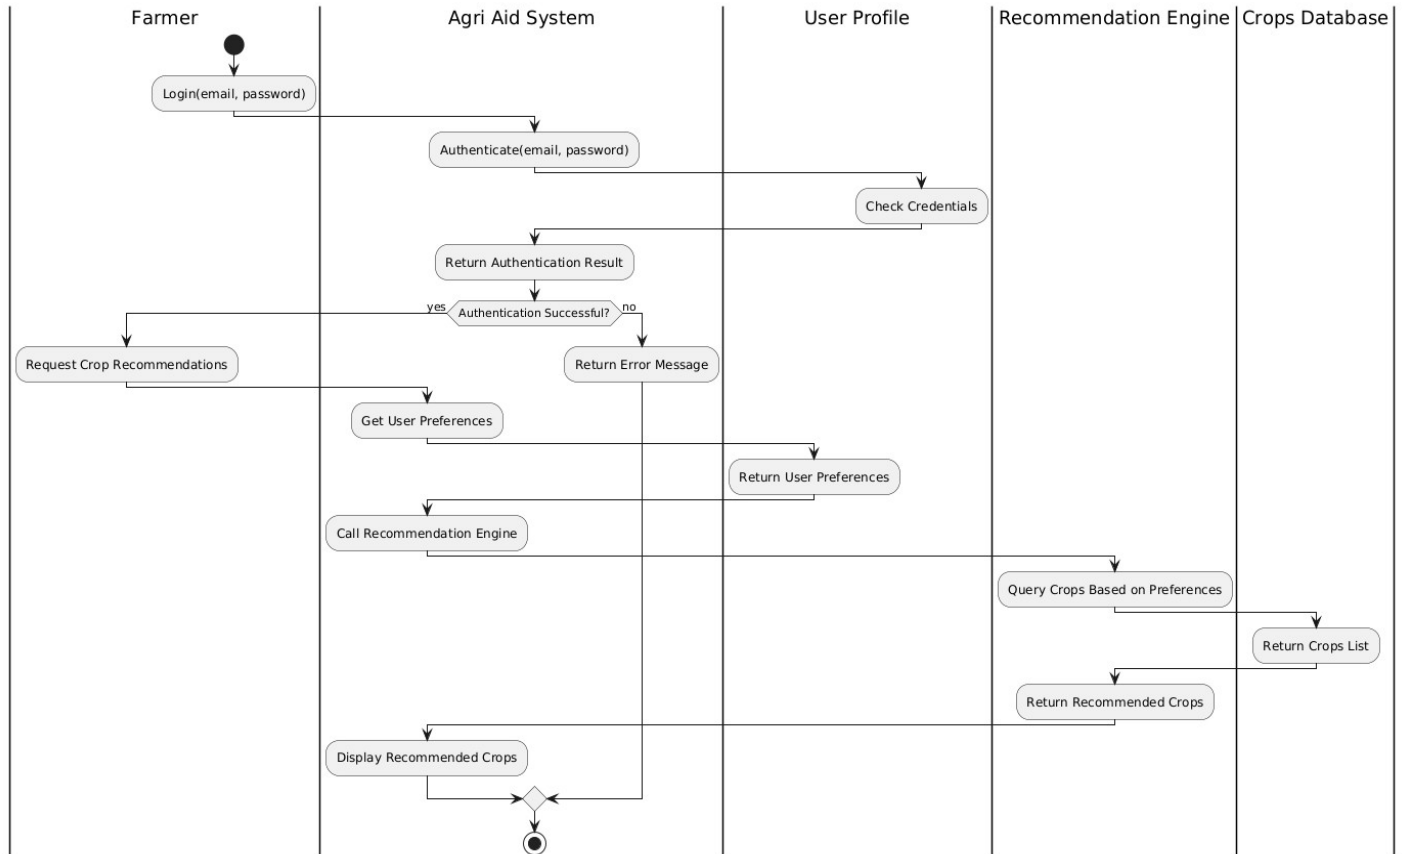 Farmer
Agri Aid System
User Profile
Recommendation Engine
Crops Database
Login(email, password)
Authenticate(email, password)
Check Credentials
Return Authentication Result
yes
Authentication Successful?
no
Request Crop Recommendations
Return Error Message
Get User Preferences
Return User Preferences
Call Recommendation Engine
Query Crops Based on Preferences
Return Crops List
Return Recommended Crops
Display Recommended Crops